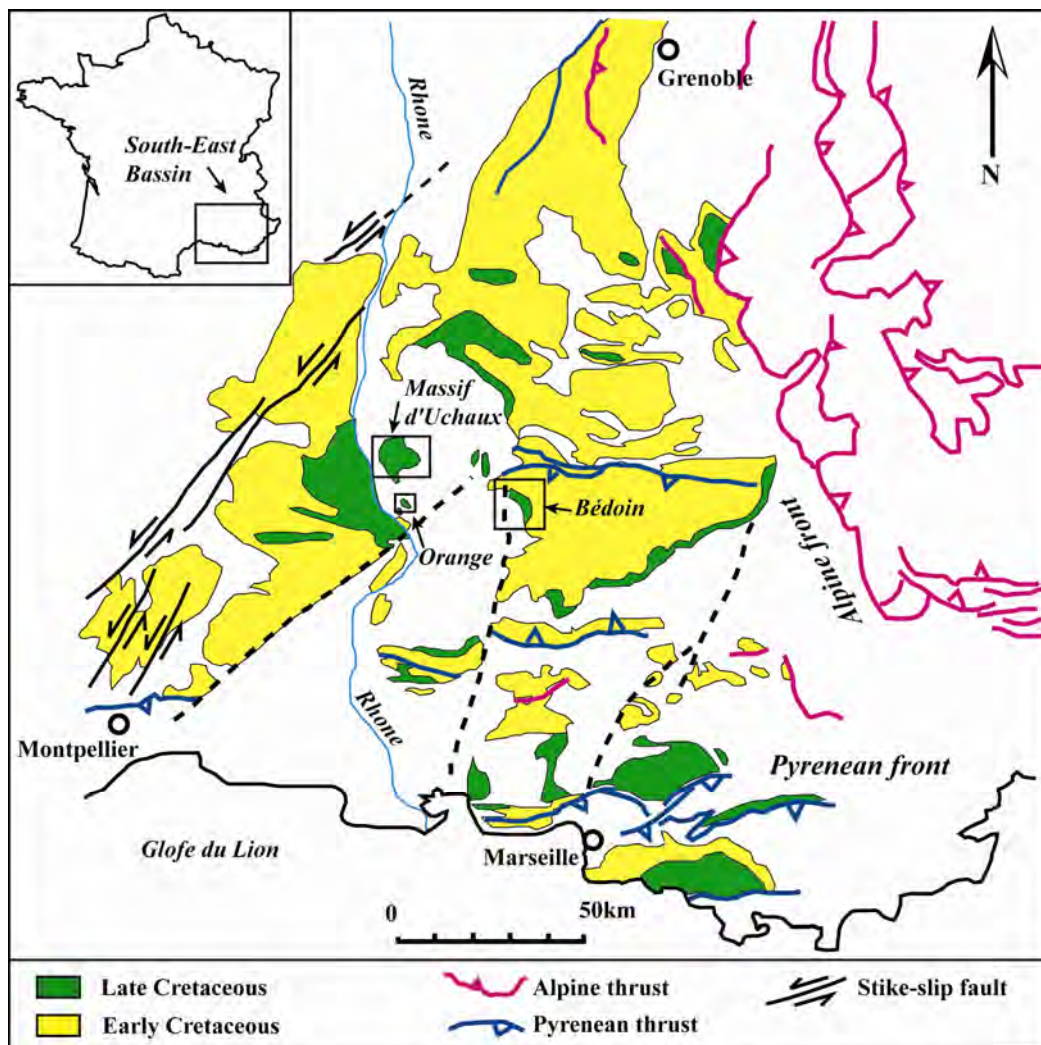 South-East
Bassin
Rhone
Grenoble
N
Massif
d'Uchaux
Bédoin
Orange
Alpine front
Rhone
Montpellier
Pyrenean front
Glofe du Lion
Marseille
0
50km
Late Cretaceous
Alpine thrust
Stike-slip fault
Early Cretaceous
Pyrenean thrust